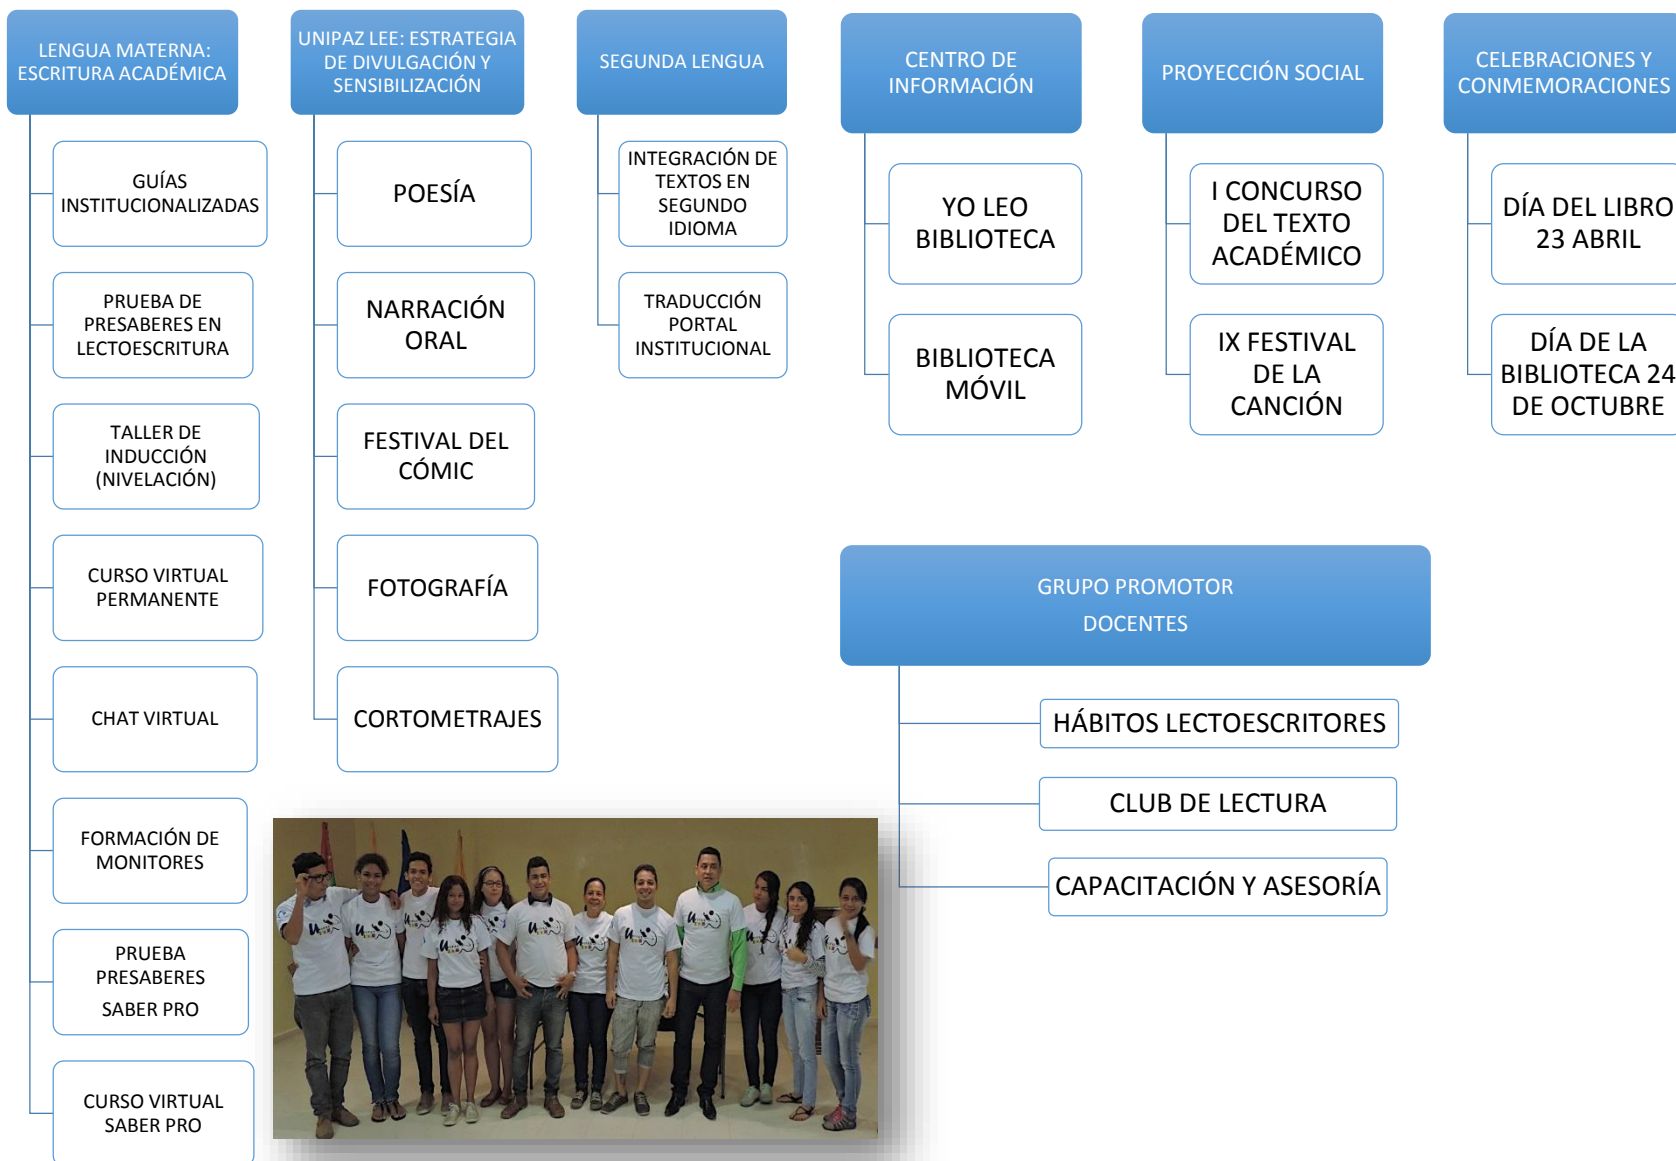 LENGUA MATERNA:
ESCRITURA ACADÉMICA
GUÍAS
INSTITUCIONALIZADAS
PRUEBA DE
PRESABERES EN
LECTOESCRITURA
TALLER DE
INDUCCIÓN
(NIVELACIÓN)
CURSO VIRTUAL
PERMANENTE
CHAT VIRTUAL
FORMACIÓN DE
MONITORES
PRUEBA
PRESABERES
SABER PRO
CURSO VIRTUAL
SABER PRO
UNIPAZ LEE: ESTRATEGIA
DE DIVULGACIÓN Y
SENSIBILIZACIÓN
POESÍA
NARRACIÓN
ORAL
FESTIVAL DEL
CÓMIC
FOTOGRAFÍA
CORTOMETRAJES
SEGUNDA LENGUA
INTEGRACIÓN DE
TEXTOS EN
SEGUNDO
IDIOMA
TRADUCCIÓN
PORTAL
INSTITUCIONAL
CENTRO DE
INFORMACIÓN
YO LEO
BIBLIOTECA
BIBLIOTECA
MÓVIL
PROYECCIÓN SOCIAL
I CONCURSO
DEL TEXTO
ACADÉMICO
IX FESTIVAL
DE LA
CANCIÓN
CELEBRACIONES Y
CONMEMORACIONES
DÍA DEL LIBRO
23 ABRIL
DÍA DE LA
BIBLIOTECA 24
DE OCTUBRE
GRUPO PROMOTOR
DOCENTES
HÁBITOS LECTOESCRITORES
CLUB DE LECTURA
CAPACITACIÓN Y ASESORÍA